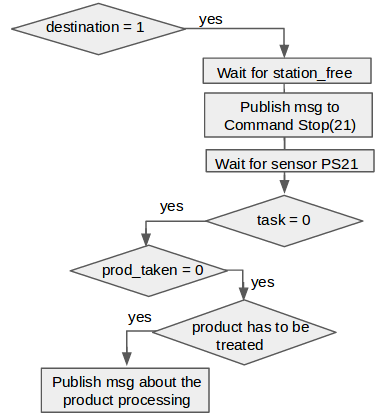 destination = 1
yes
Wait for station_free
Publish msg to
Command Stop(21)
Wait for sensor PS21
yes
task = 0
prod_taken = 0
yes
yes
product has to be
treated
Publish msg about the
product processing